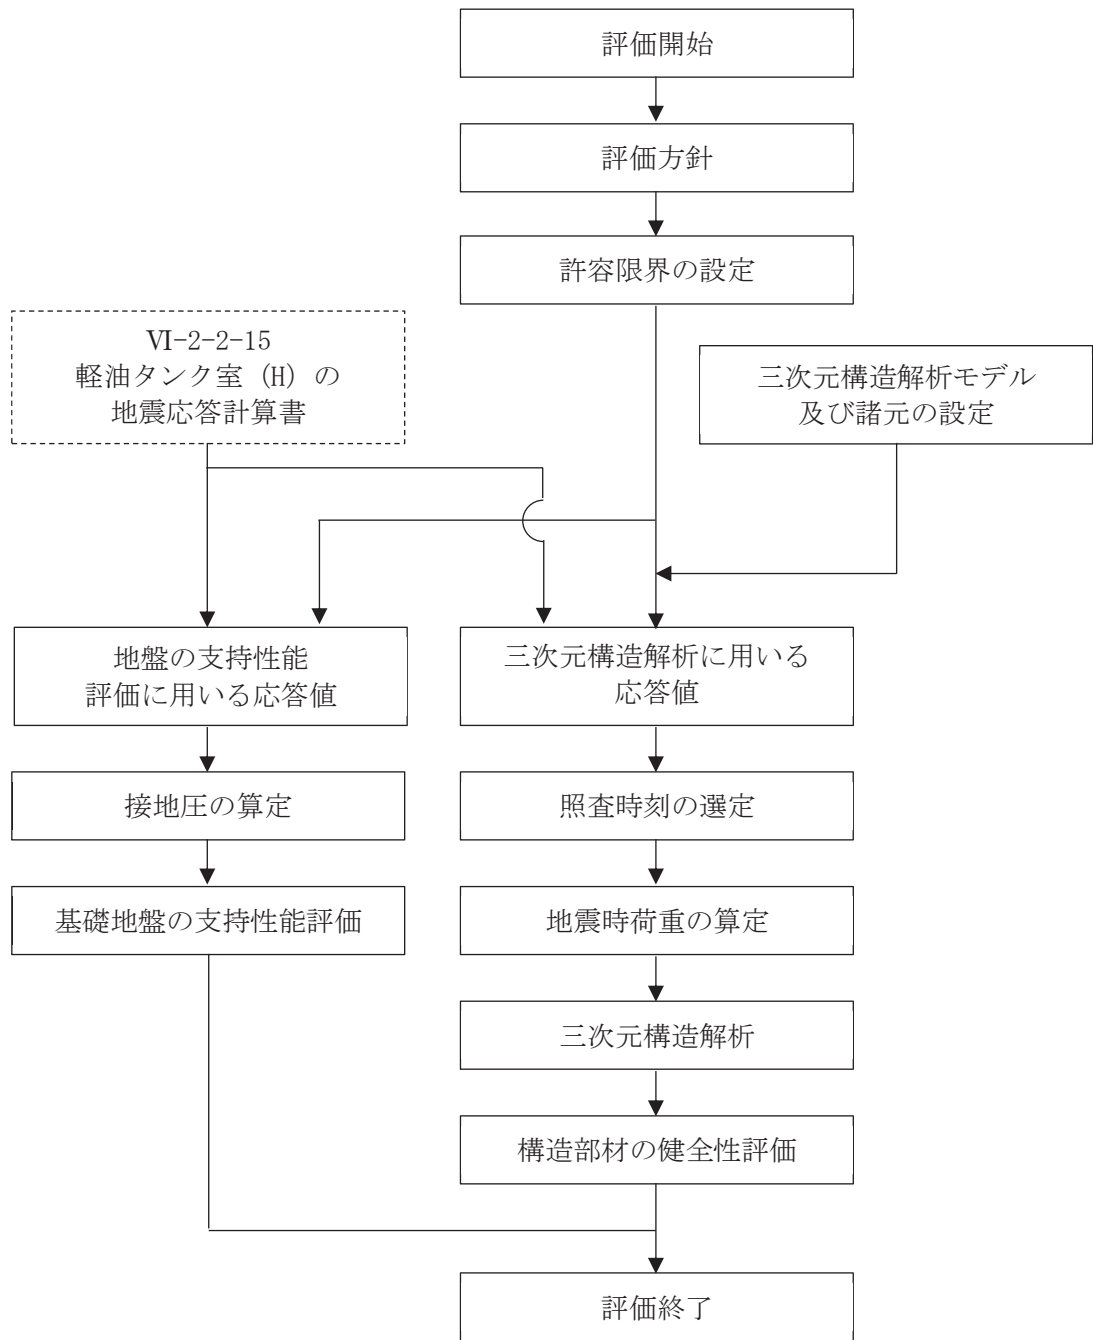 評価開始
評価方針
許容限界の設定
Ⅵ-2-2-15
軽油タンク室 (H) の
地震応答計算書
三次元構造解析モデル
及び諸元の設定
地盤の支持性能
評価に用いる応答値
三次元構造解析に用いる
応答値
接地圧の算定
照査時刻の選定
基礎地盤の支持性能評価
地震時荷重の算定
三次元構造解析
構造部材の健全性評価
評価終了